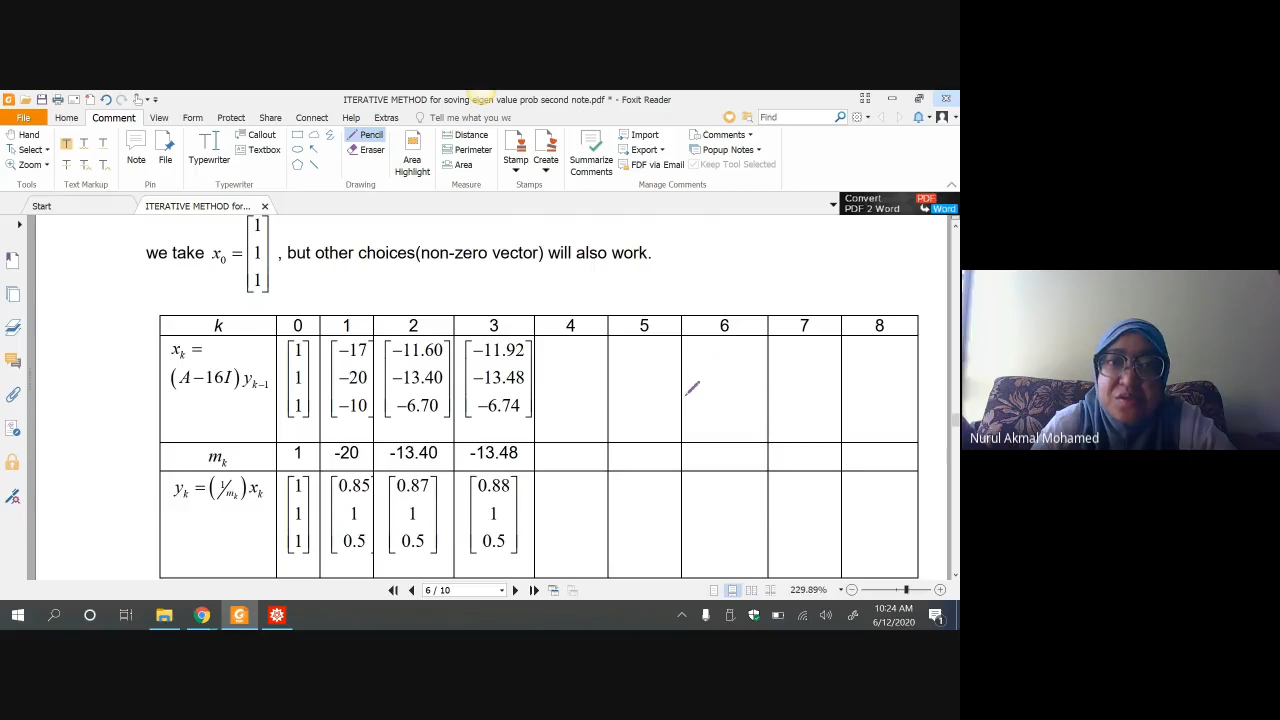 ITERATIVE METHOD for soving eigen value prob second note.pdf * - Foxit Reader
File Home Comment View Form Protect Share Connect Help Extras Tell me what you wa Find
Hand Select Zoom Tools
Text Markup
Note File Pin
Typewriter Callout Textbox Typewriter
Pencil Eraser Drawing
Area Highlight
Distance Perimeter Area Measure
Stamp Create Stamps
Summarize Comments Import Export FDF via Email Comments Popup Notes Keep Tool Selected Manage Comments
Start ITERATIVE METHOD for...
Convert PDF
PDF 2 Word Word
we take x₀ = [1 1 1] , but other choices(non-zero vector) will also work.
k 0 1 2 3 4 5 6 7 8
xₖ = (A−16I) yₖ₋₁ [1 1 1] [−17 −20 −10] [−11.60 −13.40 −6.70] [−11.92 −13.48 −6.74]
mₖ 1 -20 -13.40 -13.48
yₖ = (1/mₖ) xₖ [1 1 1] [0.85 1 0.5] [0.87 1 0.5] [0.88 1 0.5]
6 / 10 229.89%
10:24 AM
6/12/2020
1
Nurul Akmal Mohamed